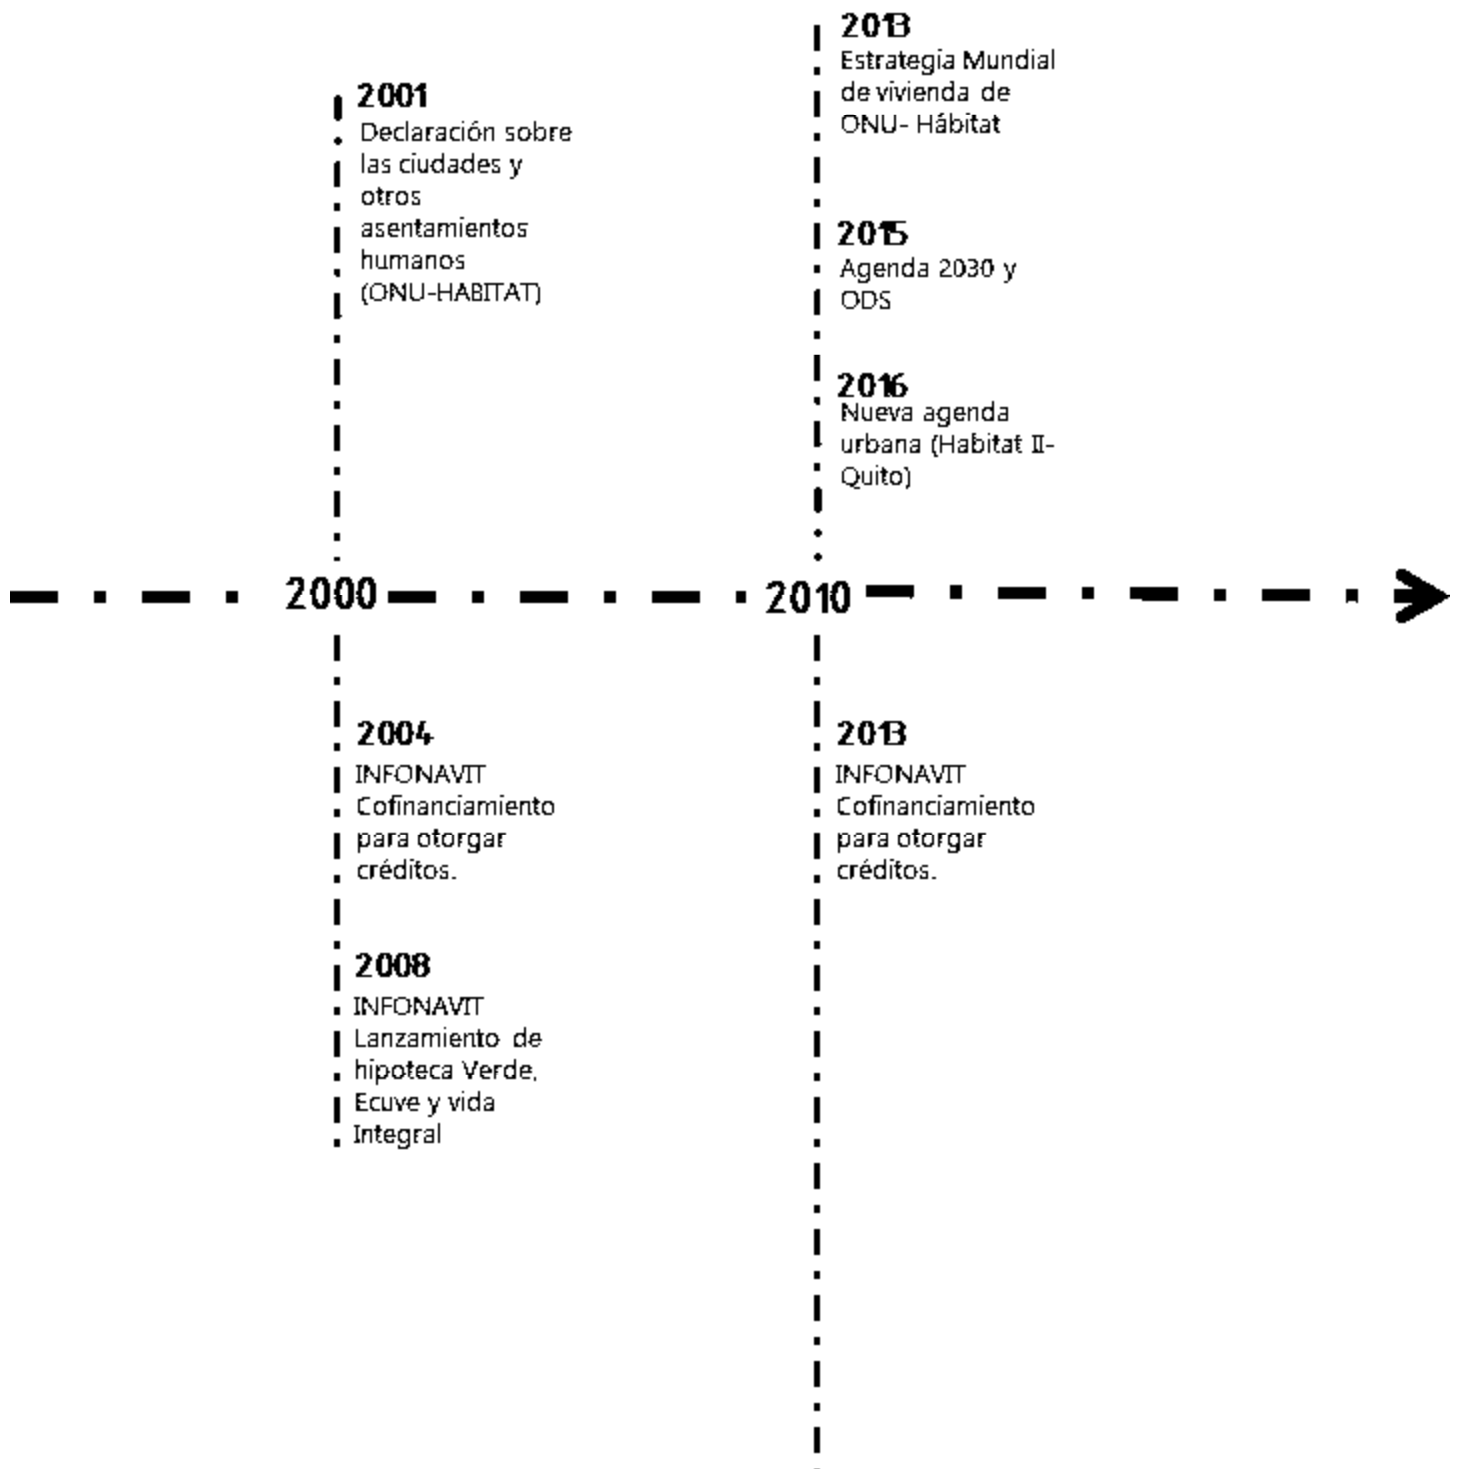 2013
Estrategia Mundial
de vivienda de
ONU- Hábitat
2001
Declaración sobre
las ciudades y
otros
asentamientos
humanos
(ONU-HABITAT)
2015
Agenda 2030 y
ODS
2016
Nueva agenda
urbana (Habitat II-
Quito)
2000
2010
2004
INFONAVIT
Cofinanciamiento
para otorgar
créditos.
2008
INFONAVIT
Lanzamiento de
hipoteca Verde,
Ecuve y vida
Integral
2013
INFONAVIT
Cofinanciamiento
para otorgar
créditos.